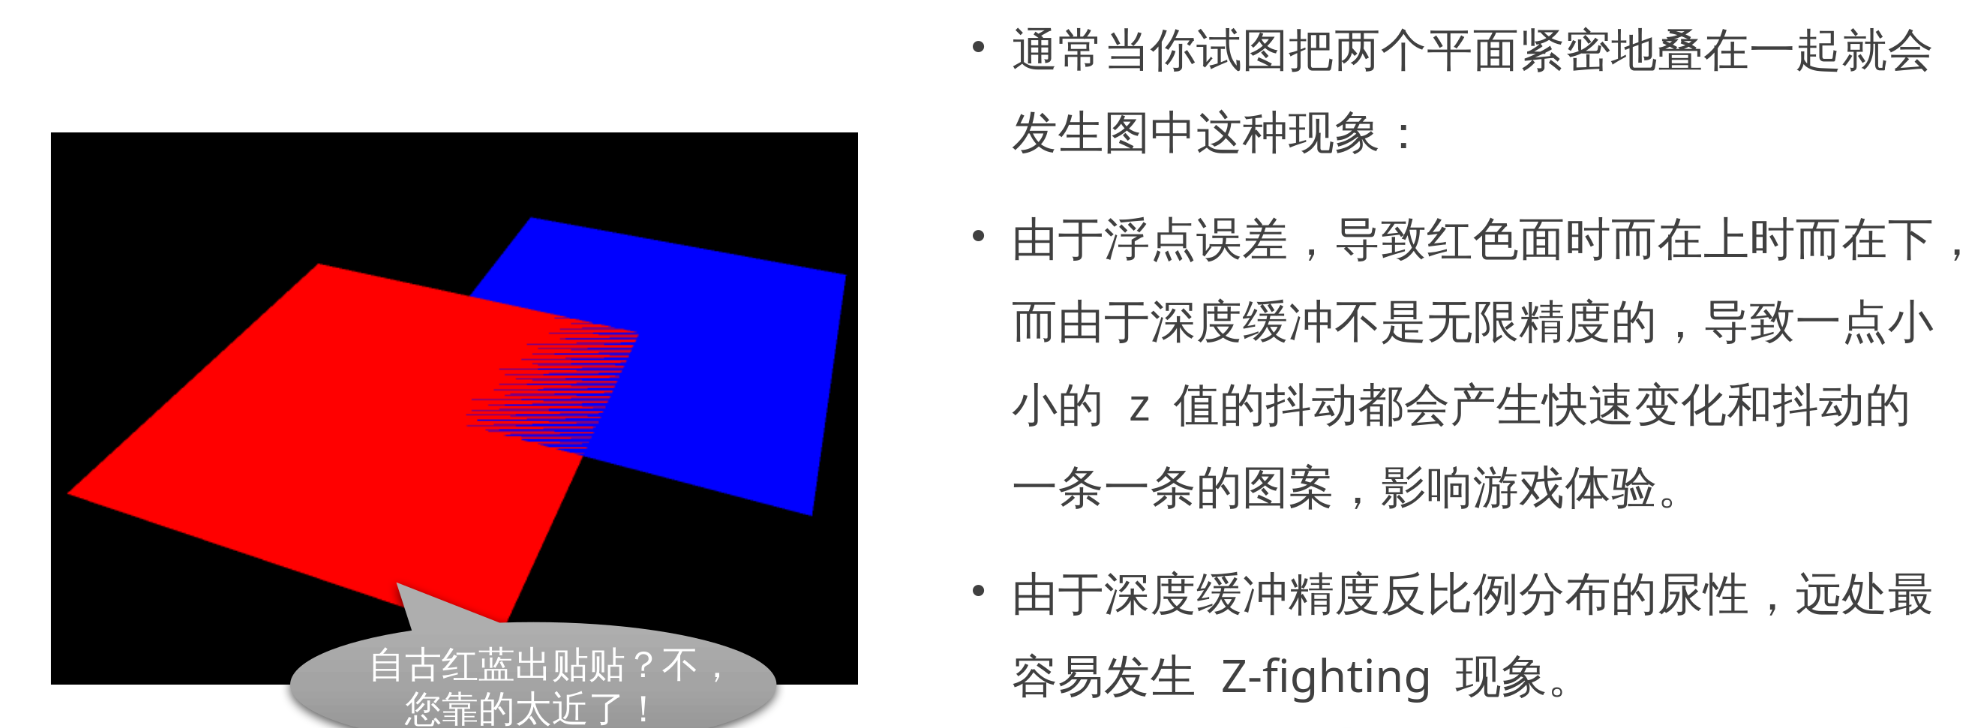 • 通常当你试图把两个平面紧密地叠在一起就会
发生图中这种现象：
• 由于浮点误差，导致红色面时而在上时而在下，
而由于深度缓冲不是无限精度的，导致一点小
小的 z 值的抖动都会产生快速变化和抖动的
一条一条的图案，影响游戏体验。
• 由于深度缓冲精度反比例分布的尿性，远处最
容易发生 Z-fighting 现象。
自古红蓝出贴贴？不，
您靠的太近了！